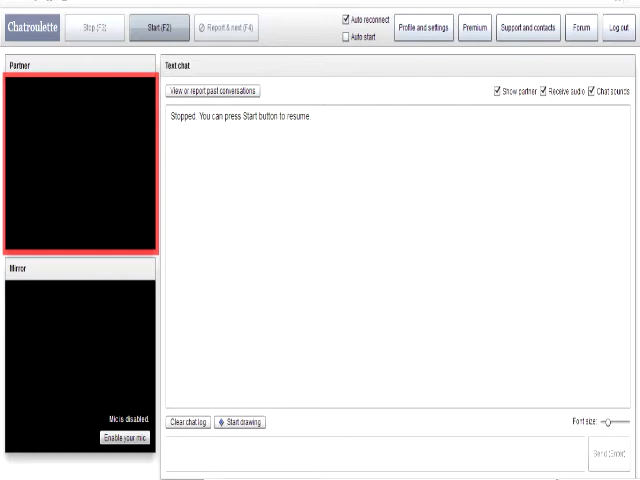 Chatroulette
Stop (F3)
Start (F2)
Report & next (F4)
Auto reconnect
Auto start
Profile and settings
Premium
Support and contacts
Forum
Log out
Partner
Text chat
View or report past conversations
Show partner
Receive audio
Chat sounds
Stopped. You can press Start button to resume.
Mirror
Mic is disabled.
Enable your mic
Clear chat log
Start drawing
Font size:
Send (Enter)